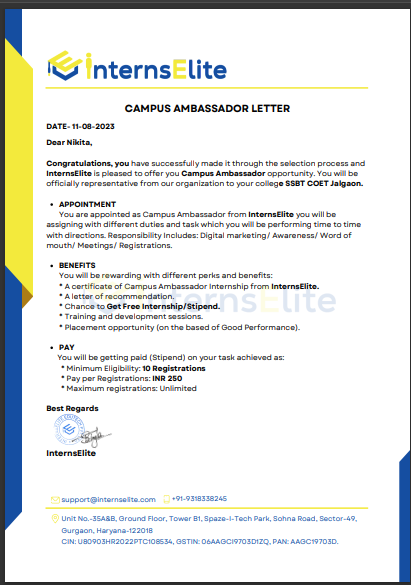 InternsElite
CAMPUS AMBASSADOR LETTER
DATE- 11-08-2023
Dear Nikita,
Congratulations, you have successfully made it through the selection process and
InternsElite is pleased to offer you Campus Ambassador opportunity. You will be
officially representative from our organization to your college SSBT COET Jalgaon.
• APPOINTMENT
You are appointed as Campus Ambassador from InternsElite you will be
assigning with different duties and task which you will be performing time to time
with directions. Responsibility Includes: Digital marketing/ Awareness/ Word of
mouth/ Meetings/ Registrations.
• BENEFITS
You will be rewarding with different perks and benefits:
* A certificate of Campus Ambassador Internship from InternsElite.
* A letter of recommendation.
* Chance to Get Free Internship/Stipend.
* Training and development sessions.
* Placement opportunity (on the based of Good Performance).
• PAY
You will be getting paid (Stipend) on your task achieved as:
* Minimum Eligibility: 10 Registrations
* Pay per Registrations: INR 250
* Maximum registrations: Unlimited
Best Regards
InternsElite
support@internselite.com +91-9318338245
Unit No.-35A&B, Ground Floor, Tower B1, Spaze-I-Tech Park, Sohna Road, Sector-49,
Gurgaon, Haryana-122018
CIN: U80903HR2022PTC108534, GSTIN: 06AAGCI9703D1ZQ, PAN: AAGC19703D.